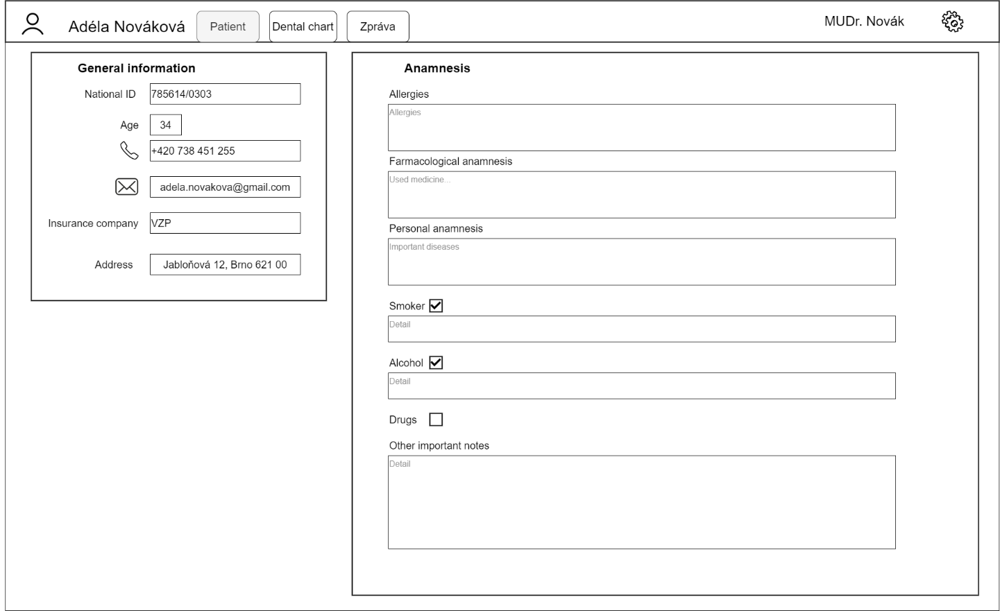 Adéla Nováková
Patient
Dental chart
Zpráva
MUDr. Novák
General information
National ID
785614/0303
Age
34
+420 738 451 255
adela.novakova@gmail.com
Insurance company
VZP
Address
Jabloňová 12, Brno 621 00
Anamnesis
Allergies
Allergies
Farmacological anamnesis
Used medicine...
Personal anamnesis
Important diseases
Smoker
Detail
Alcohol
Detail
Drugs
Other important notes
Detail